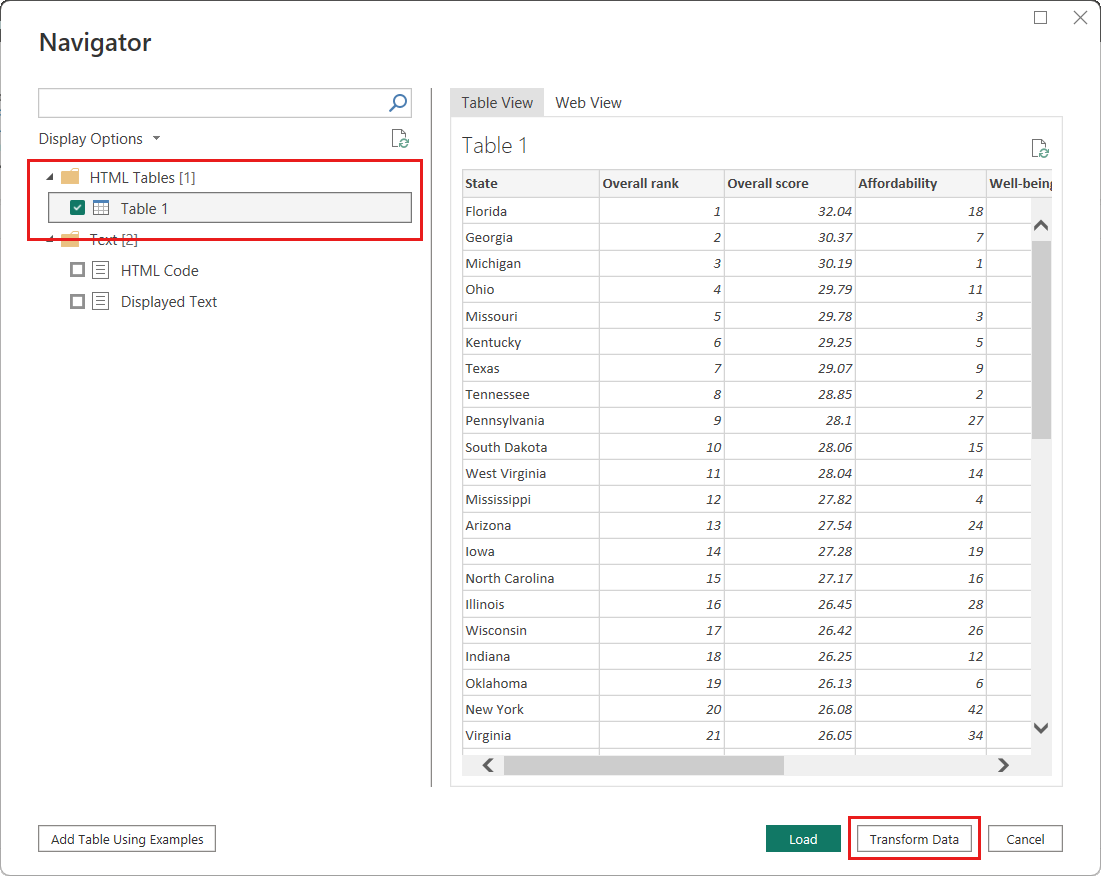 Navigator
Display Options
HTML Tables [1]
Table 1
Text [2]
HTML Code
Displayed Text
Table View Web View
Table 1
State Overall rank Overall score Affordability Well-being
Florida 1 32.04 18
Georgia 2 30.37 7
Michigan 3 30.19 1
Ohio 4 29.79 11
Missouri 5 29.78 3
Kentucky 6 29.25 5
Texas 7 29.07 9
Tennessee 8 28.85 2
Pennsylvania 9 28.1 27
South Dakota 10 28.06 15
West Virginia 11 28.04 14
Mississippi 12 27.82 4
Arizona 13 27.54 24
Iowa 14 27.28 19
North Carolina 15 27.17 16
Illinois 16 26.45 28
Wisconsin 17 26.42 26
Indiana 18 26.25 12
Oklahoma 19 26.13 6
New York 20 26.08 42
Virginia 21 26.05 34
Add Table Using Examples Load Transform Data Cancel